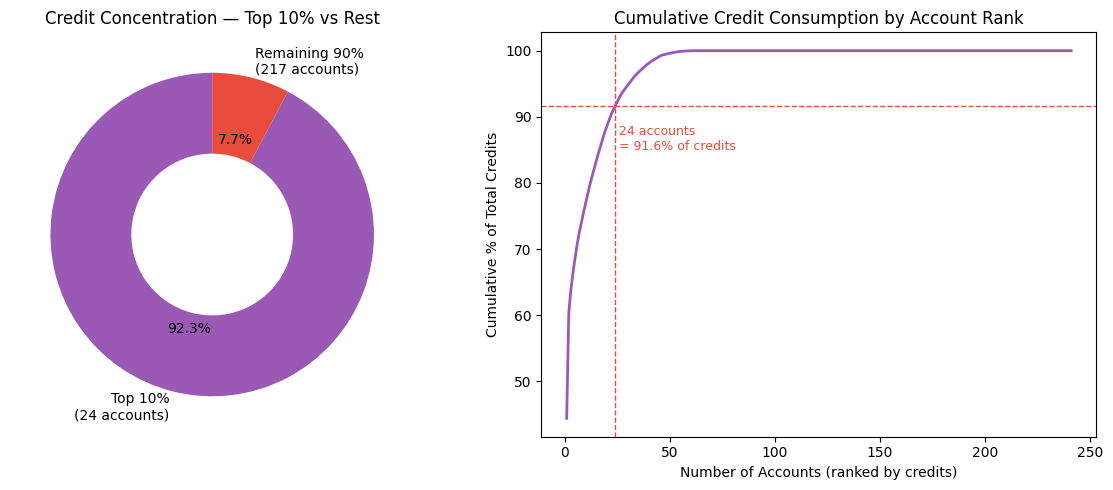 Credit Concentration — Top 10% vs Rest
Remaining 90%
(217 accounts)
7.7%
92.3%
Top 10%
(24 accounts)
Cumulative Credit Consumption by Account Rank
Cumulative % of Total Credits
100
90
80
70
60
50
24 accounts
= 91.6% of credits
0
50
100
150
200
250
Number of Accounts (ranked by credits)